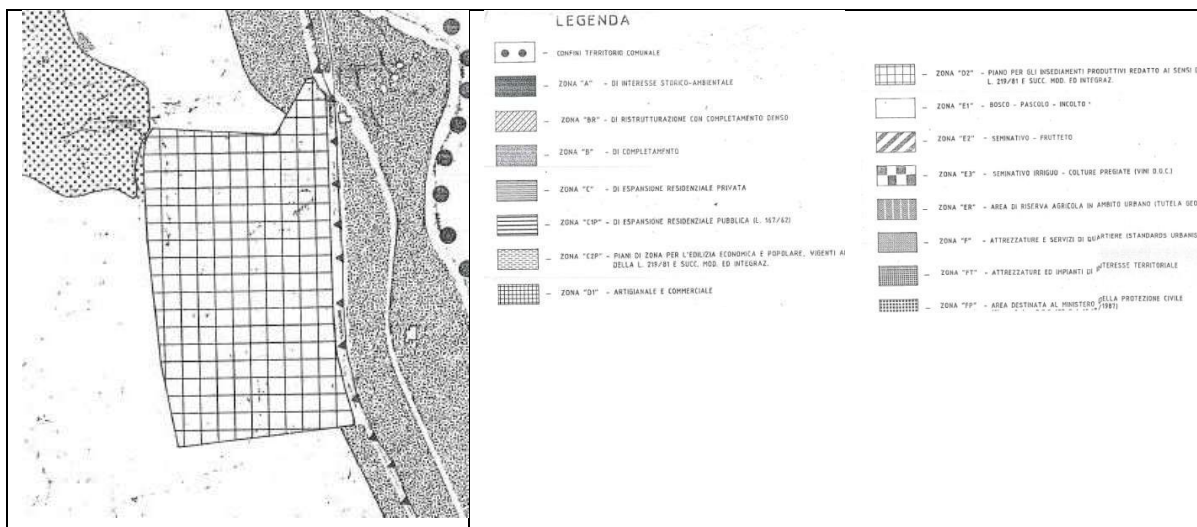 LEGENDA
– CONFINI TERRITORIO COMUNALE
– ZONA "A" – DI INTERESSE STORICO-AMBIENTALE
– ZONA "BR" – DI RISTRUTTURAZIONE CON COMPLETAMENTO DENSO
– ZONA "B" – DI COMPLETAMENTO
– ZONA "C" – DI ESPANSIONE RESIDENZIALE PRIVATA
– ZONA "C1P" – DI ESPANSIONE RESIDENZIALE PUBBLICA (L. 167/62)
– ZONA "C2P" – PIANI DI ZONA PER L'EDILIZIA ECONOMICA E POPOLARE, VIGENTI AI
DELLA L. 219/81 E SUCC. MOD. ED INTEGRAZ.
– ZONA "D1" – ARTIGIANALE E COMMERCIALE
– ZONA "D2" – PIANO PER GLI INSEDIAMENTI PRODUTTIVI REDATTO AI SENSI D
L. 219/81 E SUCC. MOD. ED INTEGRAZ.
– ZONA "E1" – BOSCO - PASCOLO - INCOLTO
– ZONA "E2" – SEMINATIVO - FRUTTETO
– ZONA "E3" – SEMINATIVO IRRIGUO - COLTURE PREGIATE (VINI D.O.C.)
– ZONA "ER" – AREA DI RISERVA AGRICOLA IN AMBITO URBANO (TUTELA GEO
– ZONA "F" – ATTREZZATURE E SERVIZI DI QUARTIERE (STANDARDS URBANIS
– ZONA "FT" – ATTREZZATURE ED IMPIANTI DI INTERESSE TERRITORIALE
– ZONA "FP" – AREA DESTINATA AL MINISTERO DELLA PROTEZIONE CIVILE